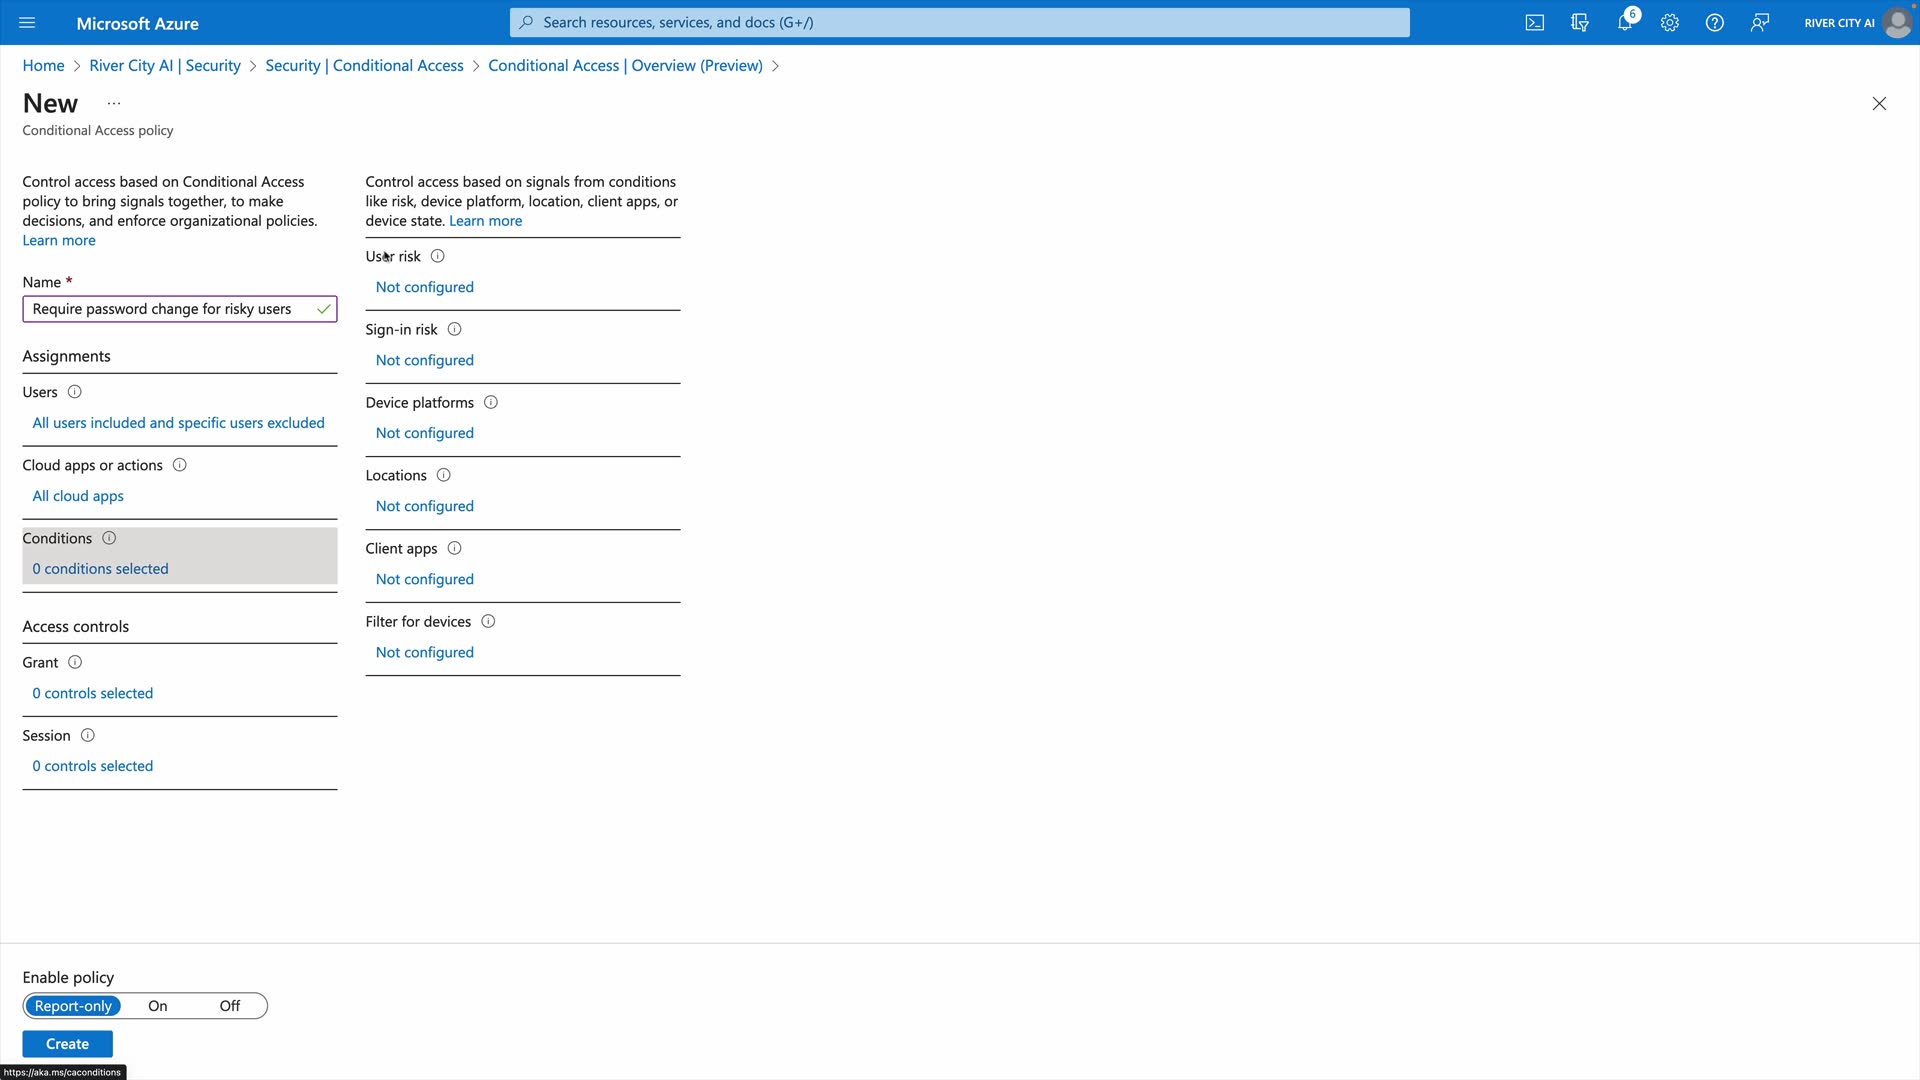 Microsoft Azure
Search resources, services, and docs (G+/)
6
RIVER CITY AI
Home > River City AI | Security > Security | Conditional Access > Conditional Access | Overview (Preview) >
New ...
Conditional Access policy
Control access based on Conditional Access
policy to bring signals together, to make
decisions, and enforce organizational policies.
Learn more
Name *
Require password change for risky users
Assignments
Users
All users included and specific users excluded
Cloud apps or actions
All cloud apps
Conditions
0 conditions selected
Access controls
Grant
0 controls selected
Session
0 controls selected
Control access based on signals from conditions
like risk, device platform, location, client apps, or
device state. Learn more
User risk
Not configured
Sign-in risk
Not configured
Device platforms
Not configured
Locations
Not configured
Client apps
Not configured
Filter for devices
Not configured
Enable policy
Report-only On Off
Create
https://aka.ms/caconditions